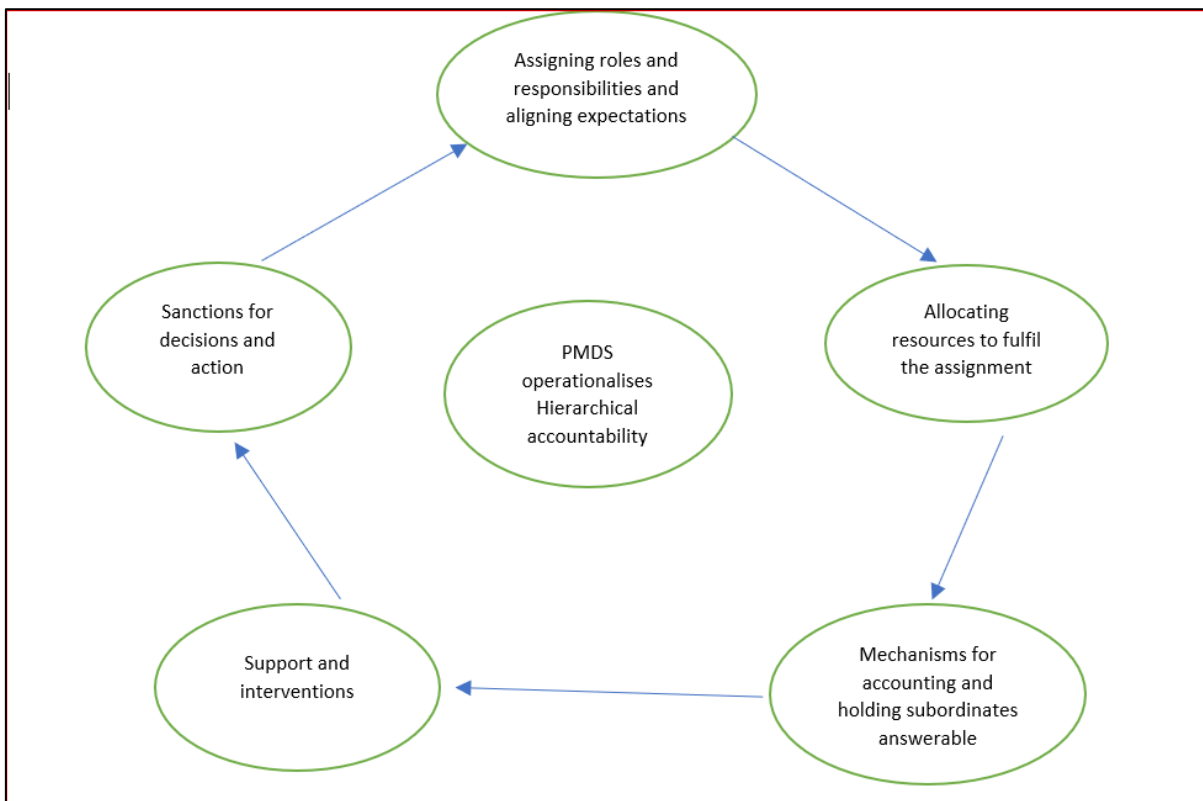 Assigning roles and
responsibilities and
aligning expectations
Sanctions for
decisions and
action
PMDS
operationalises
Hierarchical
accountability
Allocating
resources to fulfil
the assignment
Support and
interventions
Mechanisms for
accounting and
holding subordinates
answerable